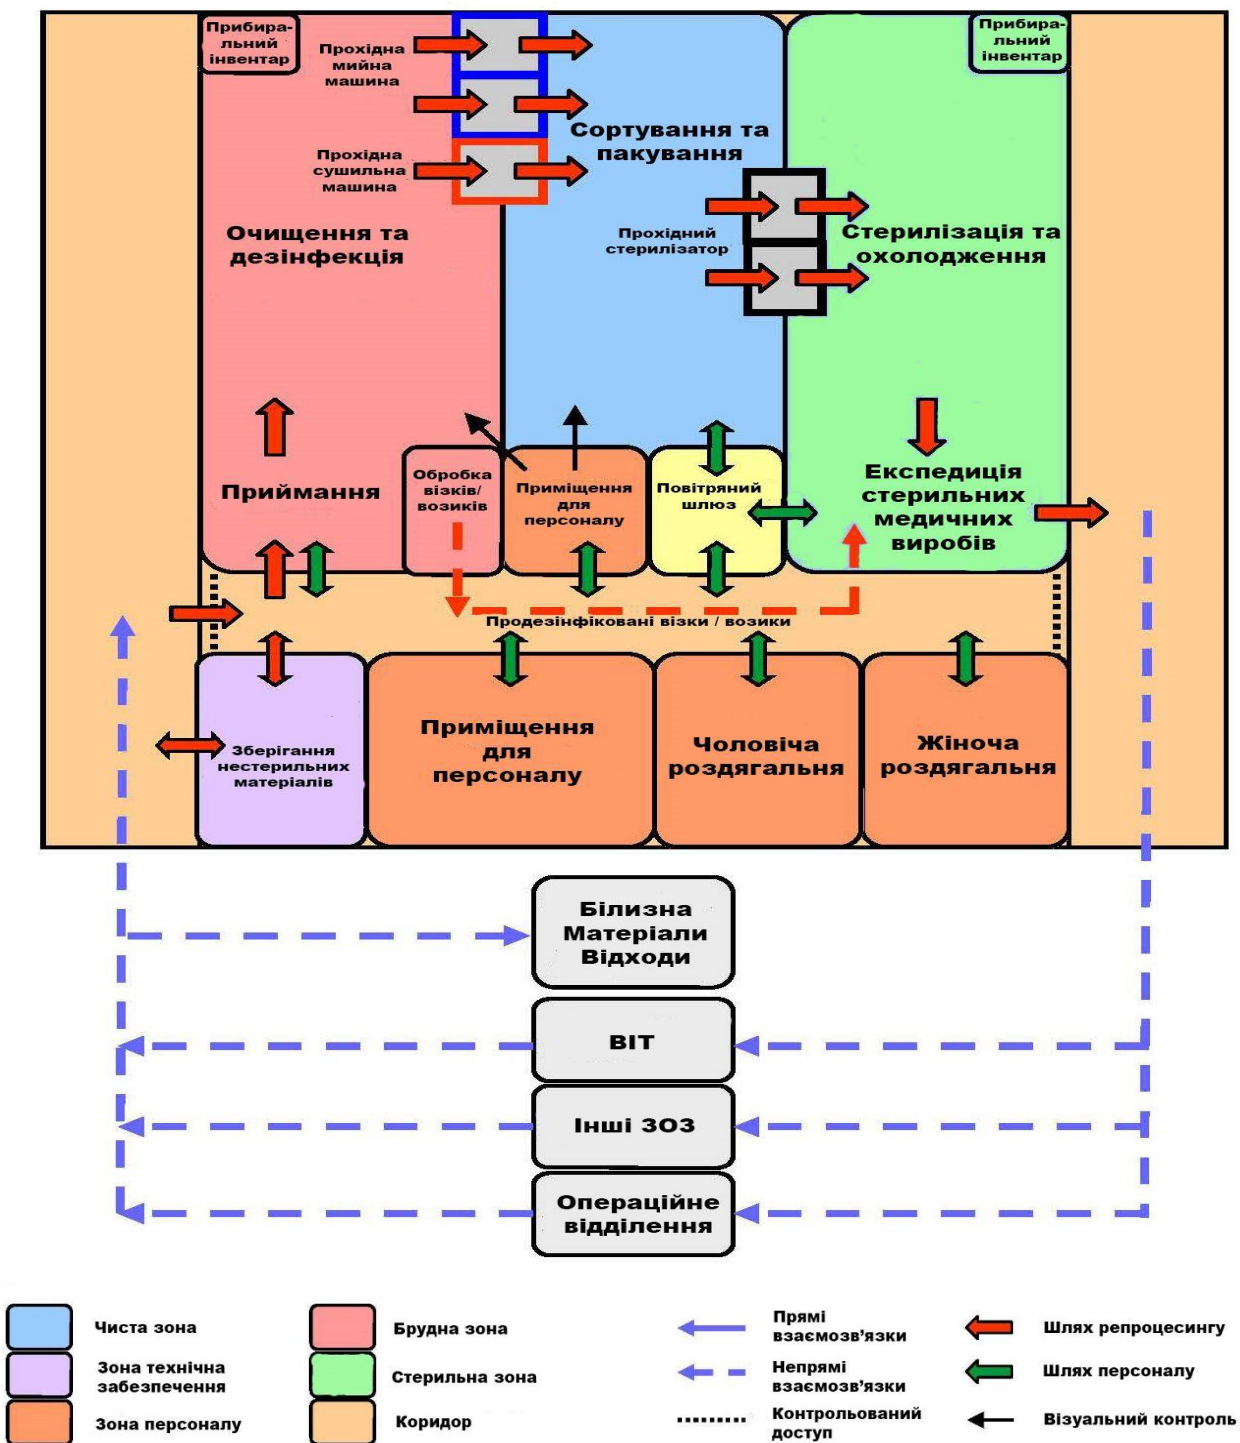 Прибира-
льний
інвентар
Прохідна
мийна
машина
Прибира-
льний
інвентар
Сортування та
пакування
Прохідна
сушильна
машина
Очищення та
дезінфекція
Прохідний
стерилізатор
Стерилізація та
охолодження
Приймання
Обробка
візків/
возиків
Приміщення
для
персоналу
Повітряний
шлюз
Експедиція
стерильних
медичних
виробів
Продезінфіковані візки / возики
Зберігання
нестерильних
матеріалів
Приміщення
для
персоналу
Чоловіча
роздягальня
Жіноча
роздягальня
Білизна
Матеріали
Відходи
ВІТ
Інші ЗОЗ
Операційне
відділення
Чиста зона
Зона технічна
забезпечення
Зона персоналу
Брудна зона
Стерильна зона
Коридор
Прямі
взаємозв’язки
Непрямі
взаємозв’язки
Контрольований
доступ
Шлях репроцесингу
Шлях персоналу
Візуальний контроль